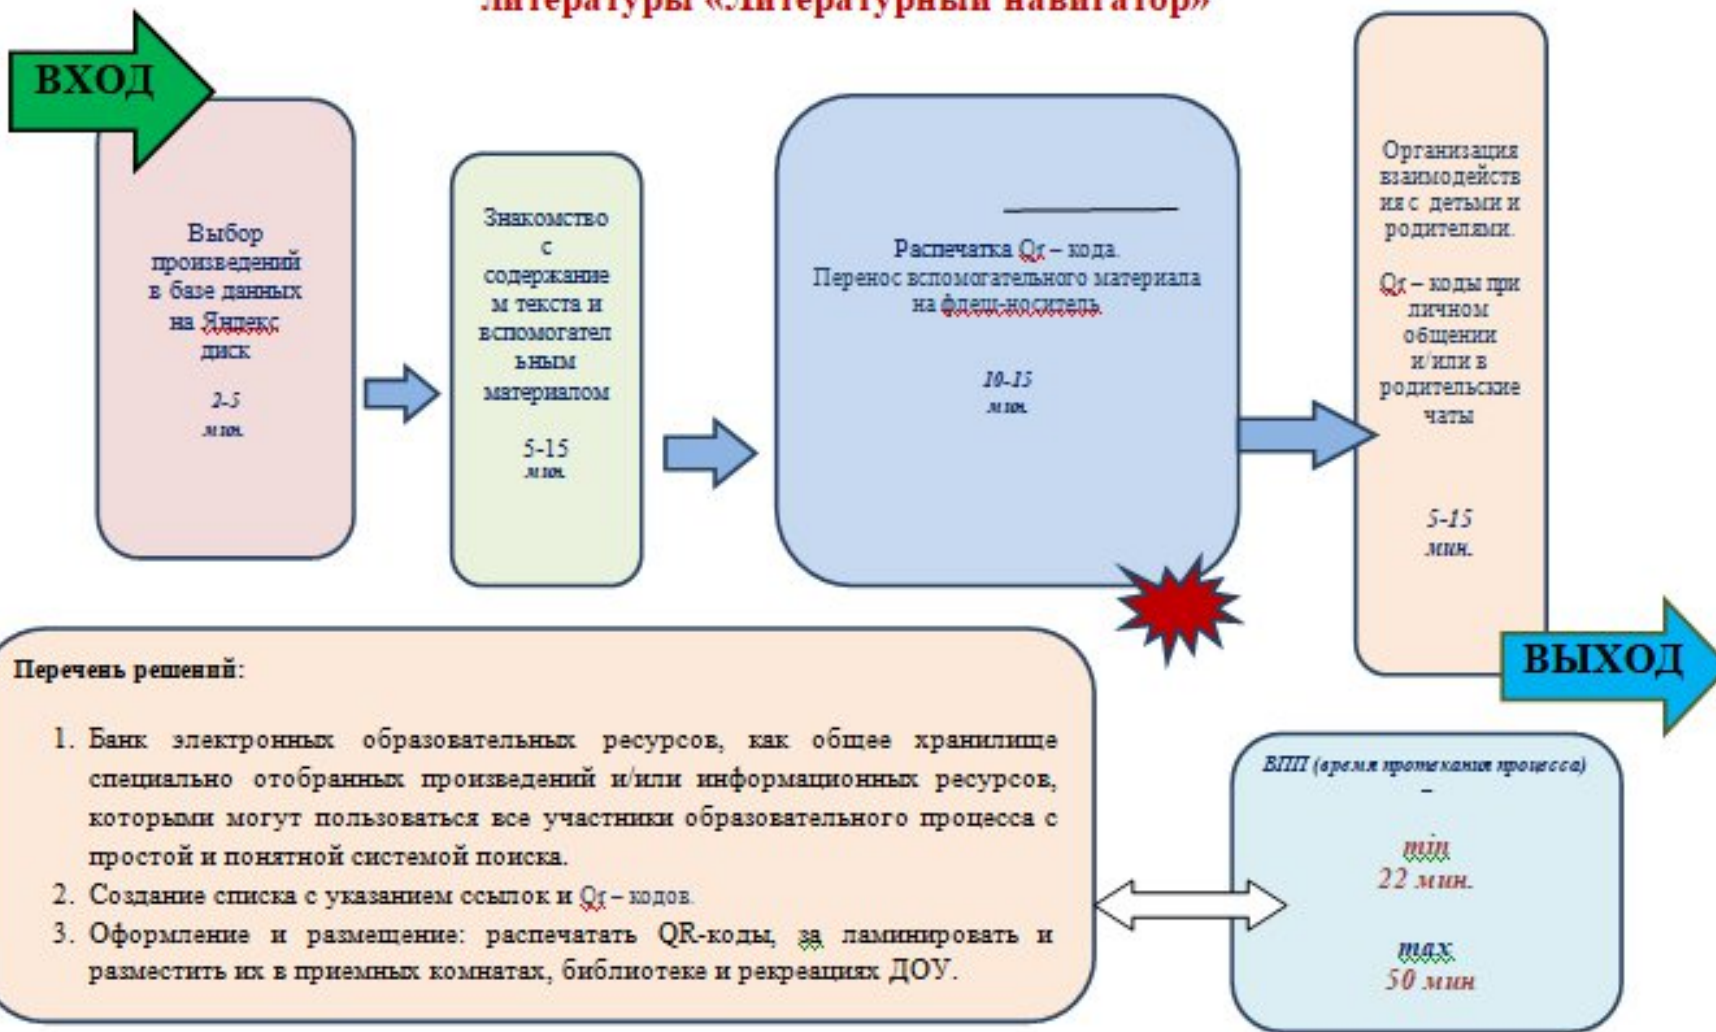 литературы «Литературный навигатор»
ВХОД
Выбор
произведений
в базе данных
на Яндекс
диск
2-5
мин.
Знакомство
с
содержание
м текста и
вспомогател
ьным
материалом
5-15
мин.
Распечатка Qr – кода.
Перенос вспомогательного материала
на флеш-носитель
10-15
мин.
Организация
взаимодейств
ия с детьми и
родителями.
Qr – коды при
личном
общении
и/или в
родительские
чаты
5-15
мин.
ВЫХОД
Перечень решений:
1. Банк электронных образовательных ресурсов, как общее хранилище
специально отобранных произведений и/или информационных ресурсов,
которыми могут пользоваться все участники образовательного процесса с
простой и понятной системой поиска.
2. Создание списка с указанием ссылок и Qr – кодов.
3. Оформление и размещение: распечатать QR-коды, за ламинировать и
разместить их в приемных комнатах, библиотеке и рекреациях ДОУ.
ВПП (время протекания процесса)
–
min
22 мин.
max
50 мин